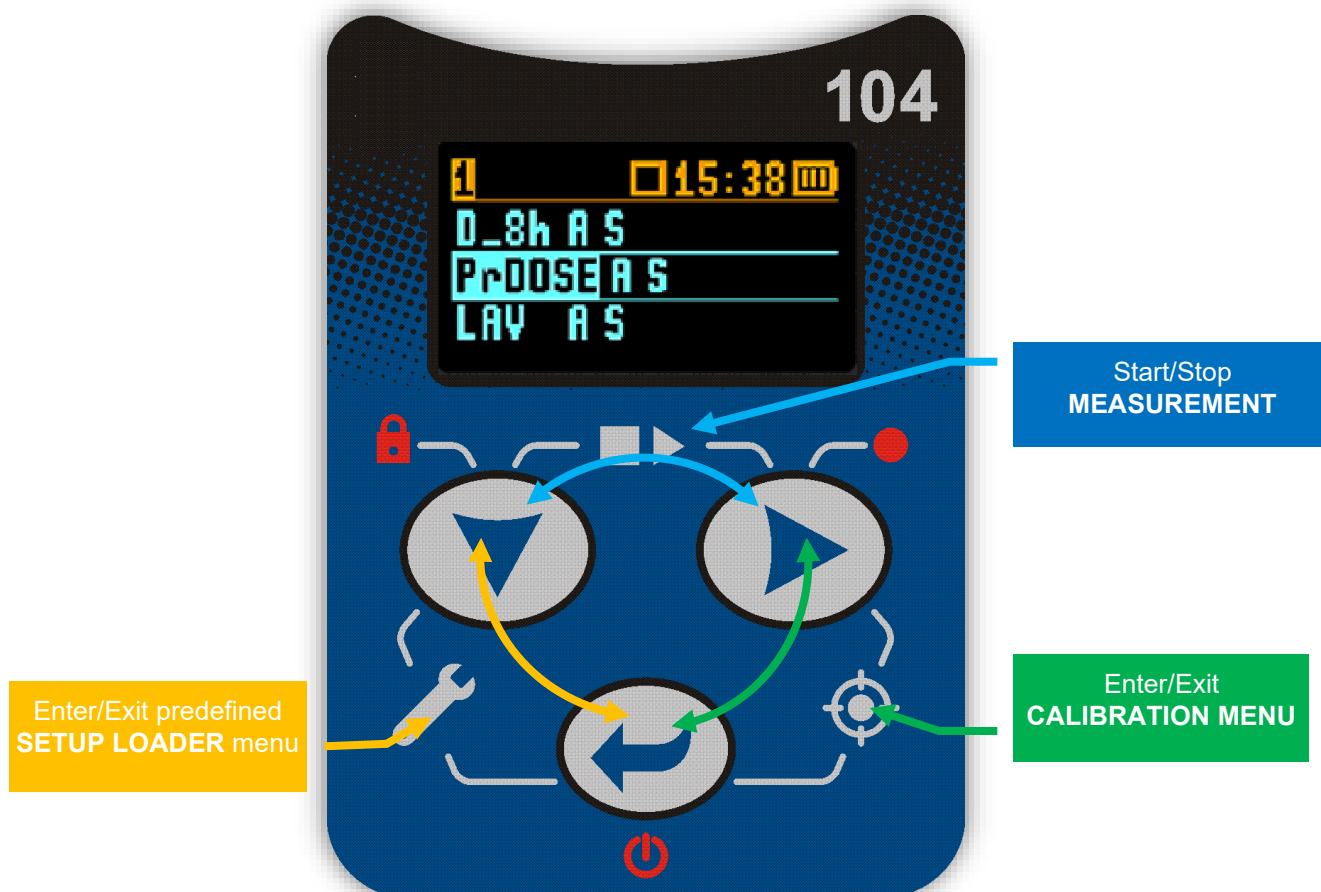 104
1 15:38
D_8h A S
PrDOSE A S
LAV A S
Start/Stop
MEASUREMENT
Enter/Exit predefined
SETUP LOADER menu
Enter/Exit
CALIBRATION MENU